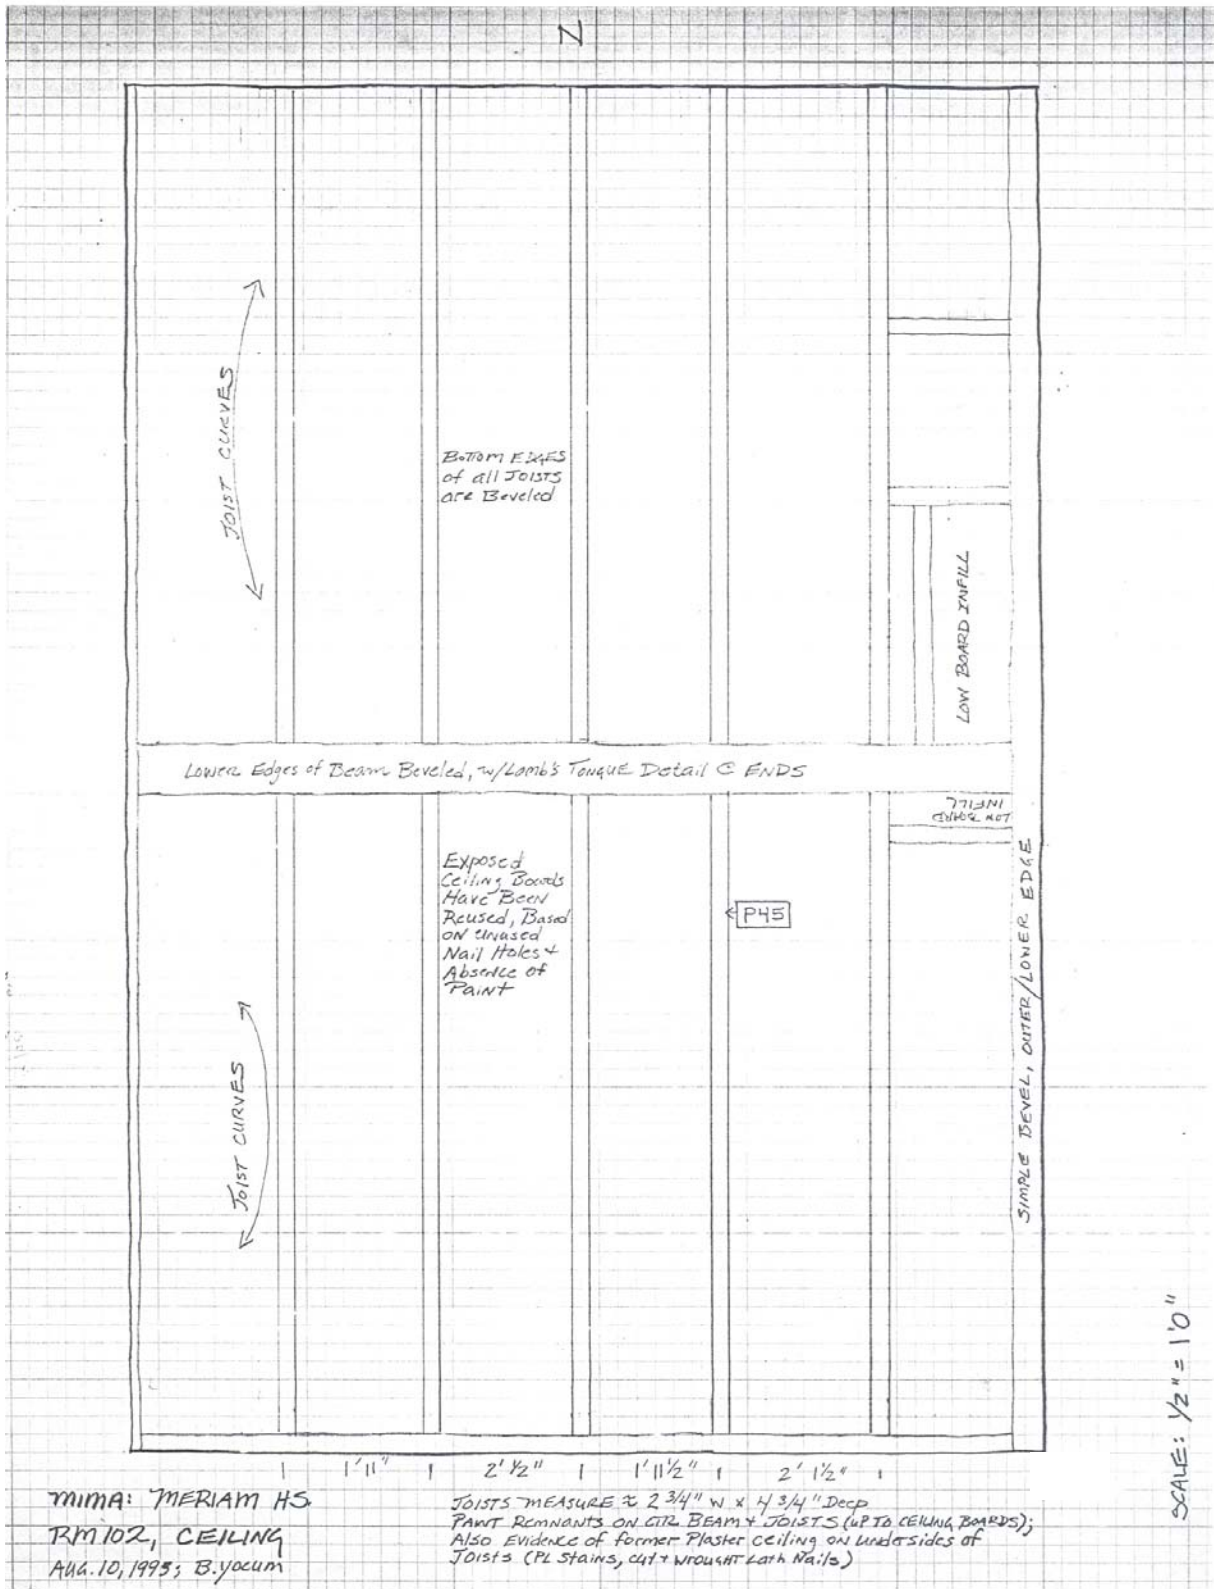 N
JOIST CURVES
BOTTOM EDGES
of all JOISTS
are Beveled
LOW BOARD INFILL
Lower Edges of Beam Beveled, w/Lamb's TONGUE Detail @ ENDS
LOW BOARD
INFILL
Exposed
Ceiling Boards
Have Been
Reused, Based
ON Unused
Nail Holes +
Absence of
PAINT
P45
JOIST CURVES
SIMPLE BEVEL, OUTER/LOWER EDGE
SCALE: 1/2" = 1'0"
1'11" 2' 1/2" 1' 11 1/2" 2' 1 1/2"
MIMA: MERIAM HS.
RM 102, CEILING
AUG. 10, 1995; B. Yocum
JOISTS MEASURE ≈ 2 3/4" W x 4 3/4" Deep
PAINT REMNANTS ON CTR. BEAM + JOISTS (UP TO CEILING BOARDS);
Also Evidence of former Plaster ceiling on undersides of
Joists (PL Stains, cut + WROUGHT Lath Nails)